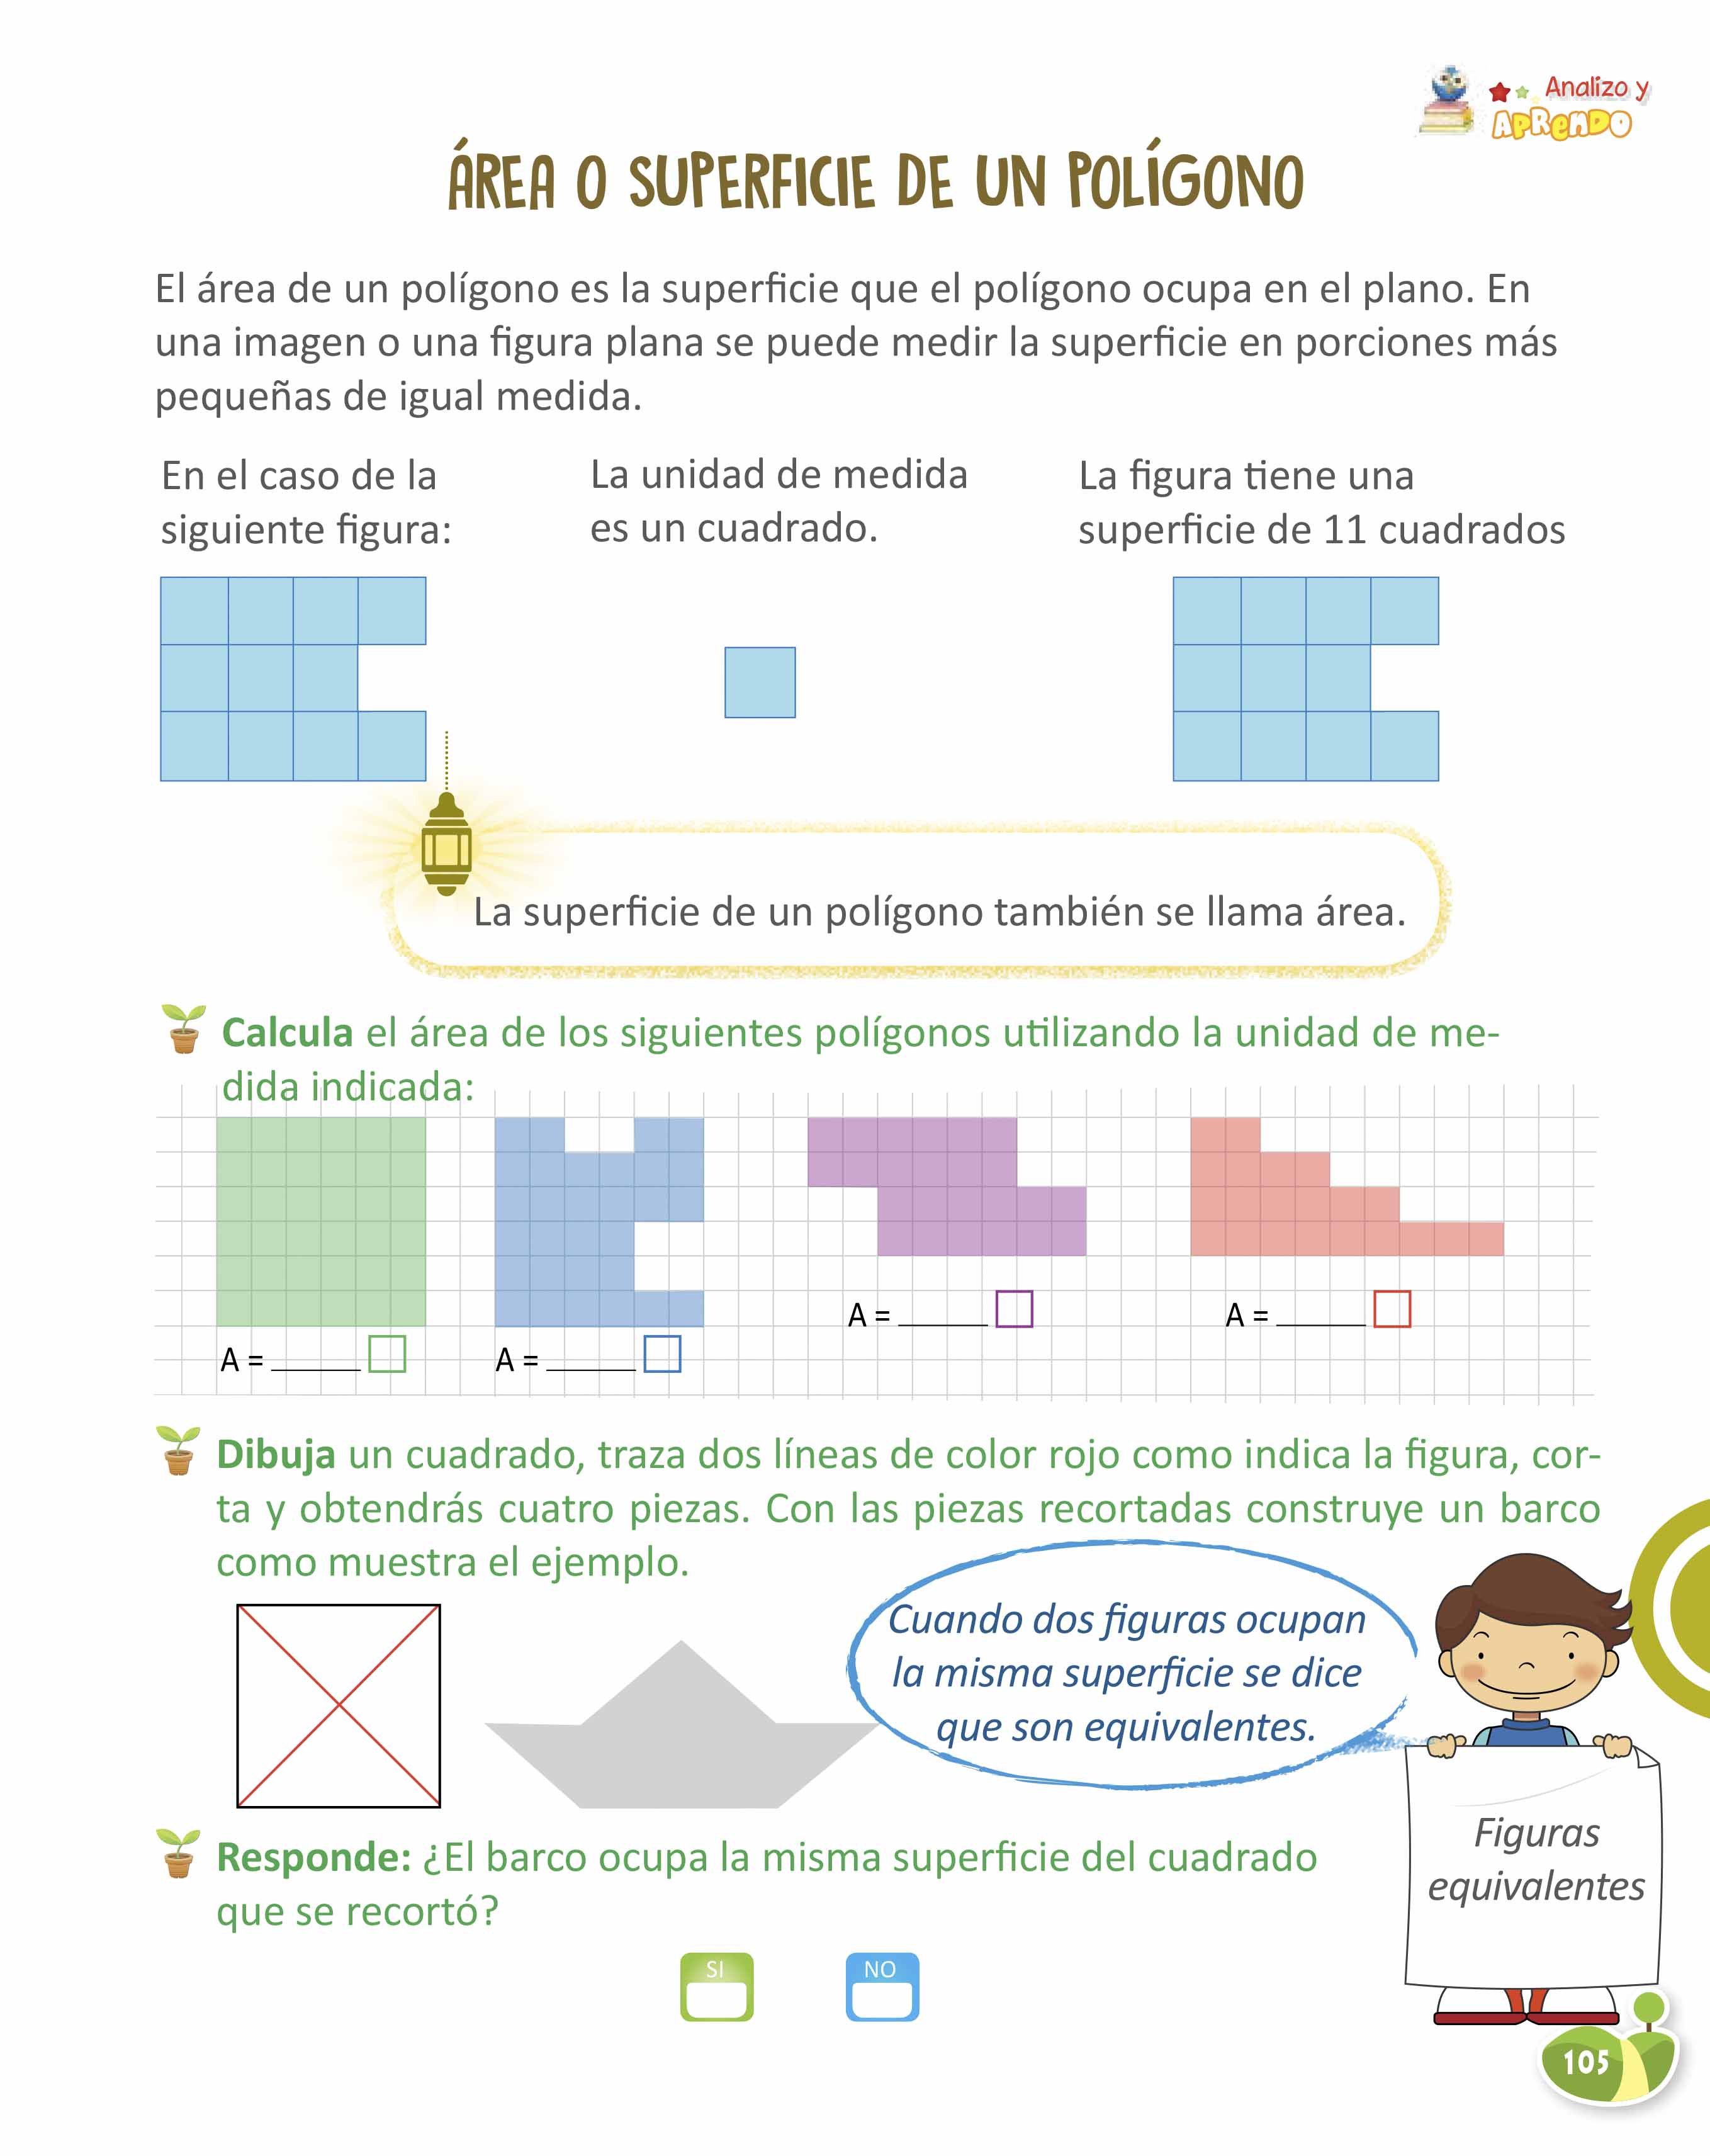 Analizo y
APRenDO
ÁREA O SUPERFICIE DE UN POLÍGONO
El área de un polígono es la superficie que el polígono ocupa en el plano. En
una imagen o una figura plana se puede medir la superficie en porciones más
pequeñas de igual medida.
En el caso de la
siguiente figura:
La unidad de medida
es un cuadrado.
La figura tiene una
superficie de 11 cuadrados
La superficie de un polígono también se llama área.
Calcula el área de los siguientes polígonos utilizando la unidad de me-
dida indicada:
A = ______
A = ______
A = ______
A = ______
Dibuja un cuadrado, traza dos líneas de color rojo como indica la figura, cor-
ta y obtendrás cuatro piezas. Con las piezas recortadas construye un barco
como muestra el ejemplo.
Cuando dos figuras ocupan
la misma superficie se dice
que son equivalentes.
Figuras
equivalentes
Responde: ¿El barco ocupa la misma superficie del cuadrado
que se recortó?
SI
NO
105